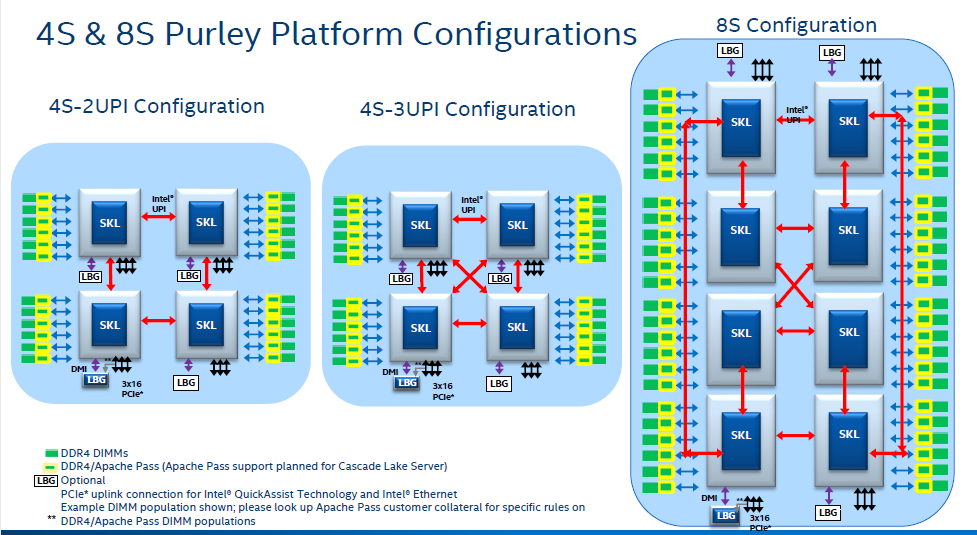 4S & 8S Purley Platform Configurations
8S Configuration
4S-2UPI Configuration
4S-3UPI Configuration
LBG
LBG
SKL
Intel®
UPI
SKL
SKL
SKL
SKL
SKL
SKL
SKL
DMI
LBG
**
3x16
PCIe*
LBG
SKL
Intel®
UPI
SKL
LBG
LBG
SKL
SKL
DMI
**
LBG
3x16
PCIe*
LBG
SKL
Intel®
UPI
SKL
LBG
LBG
SKL
SKL
DMI
**
LBG
3x16
PCIe*
LBG
DDR4 DIMMs
DDR4/Apache Pass (Apache Pass support planned for Cascade Lake Server)
LBG Optional
PCIe* uplink connection for Intel® QuickAssist Technology and Intel® Ethernet
Example DIMM population shown; please look up Apache Pass customer collateral for specific rules on
** DDR4/Apache Pass DIMM populations